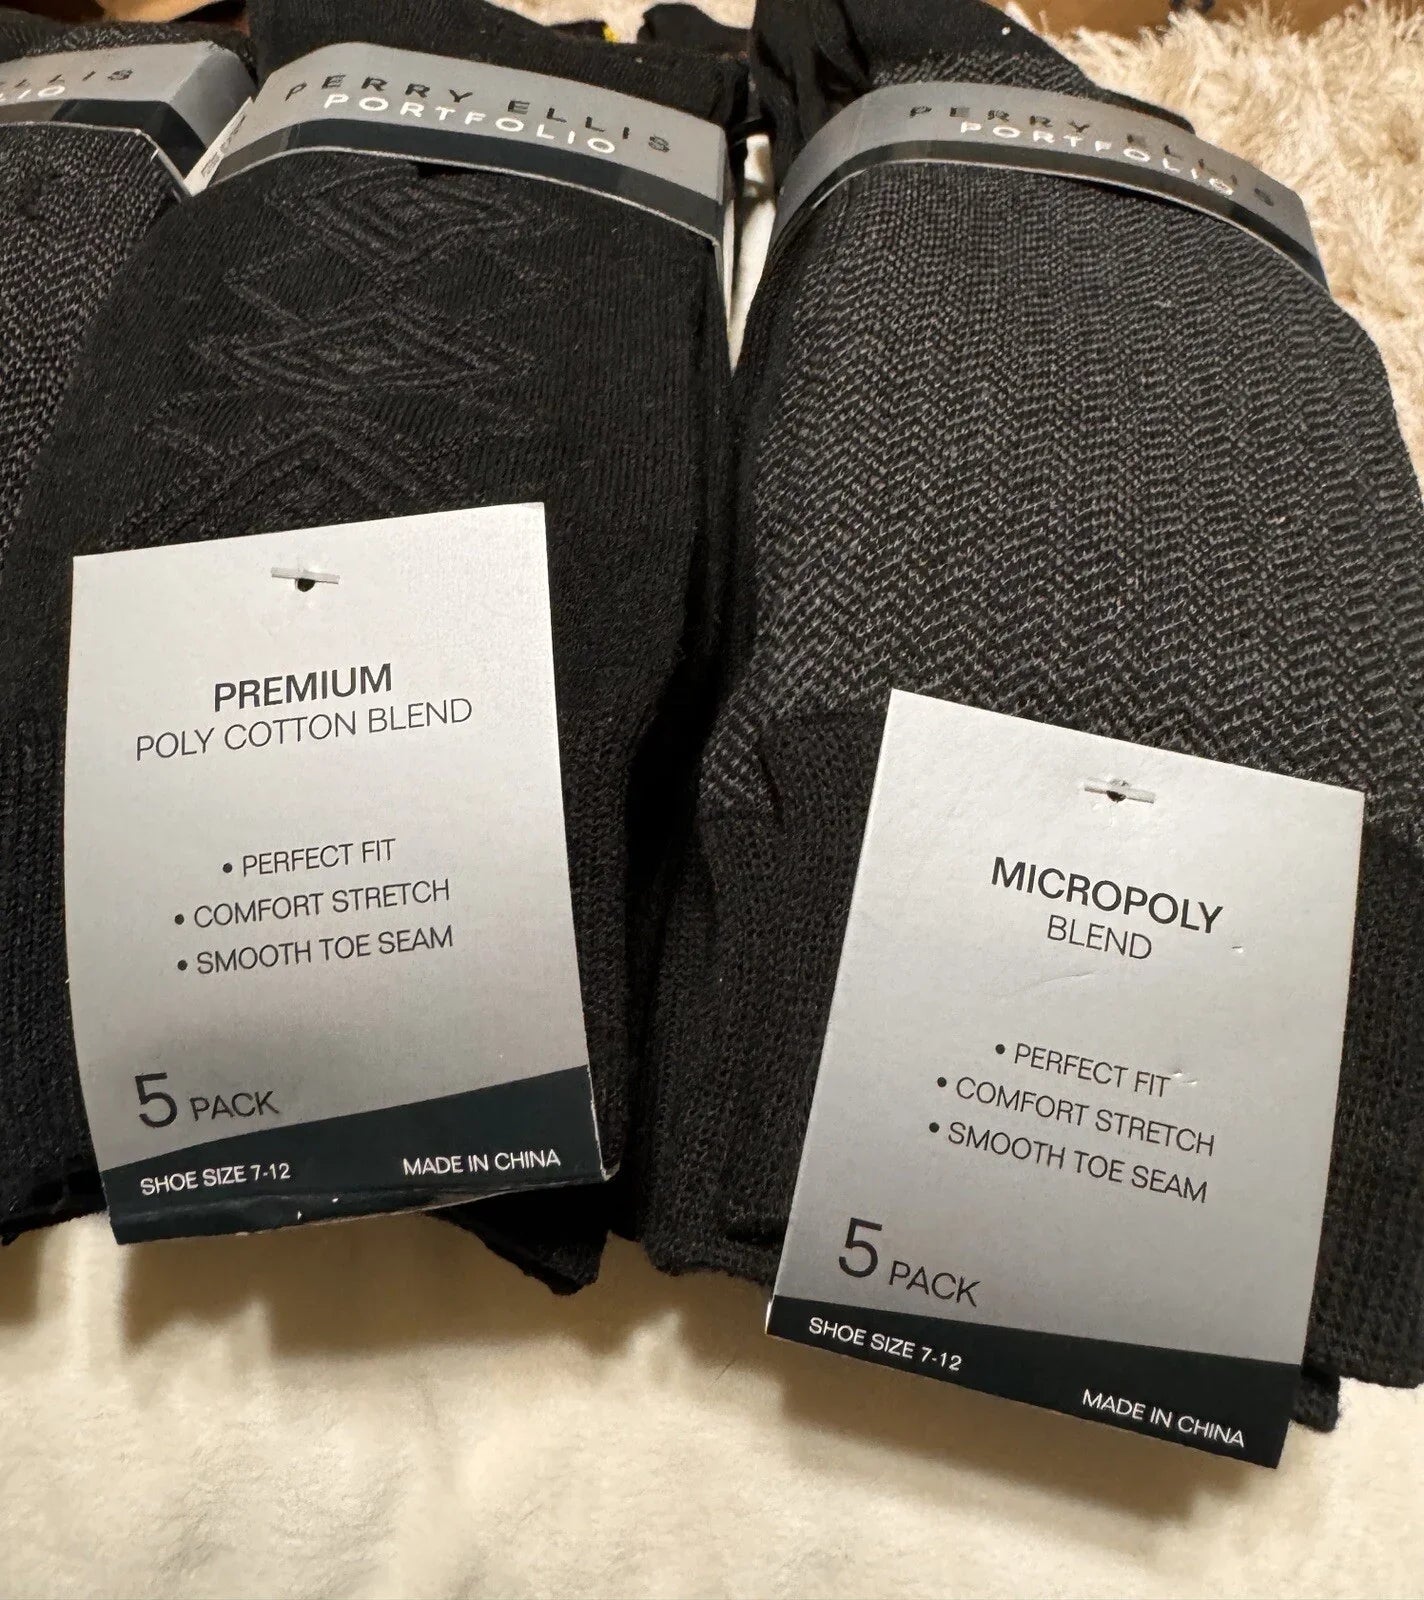 ELLIS
LIO
PERRY ELLIS
PORTFOLIO
PERRY ELLIS
PORTFOLIO
PREMIUM
POLY COTTON BLEND
• PERFECT FIT
• COMFORT STRETCH
• SMOOTH TOE SEAM
5 PACK
SHOE SIZE 7-12
MADE IN CHINA
MICROPOLY
BLEND
• PERFECT FIT
• COMFORT STRETCH
• SMOOTH TOE SEAM
5 PACK
SHOE SIZE 7-12
MADE IN CHINA